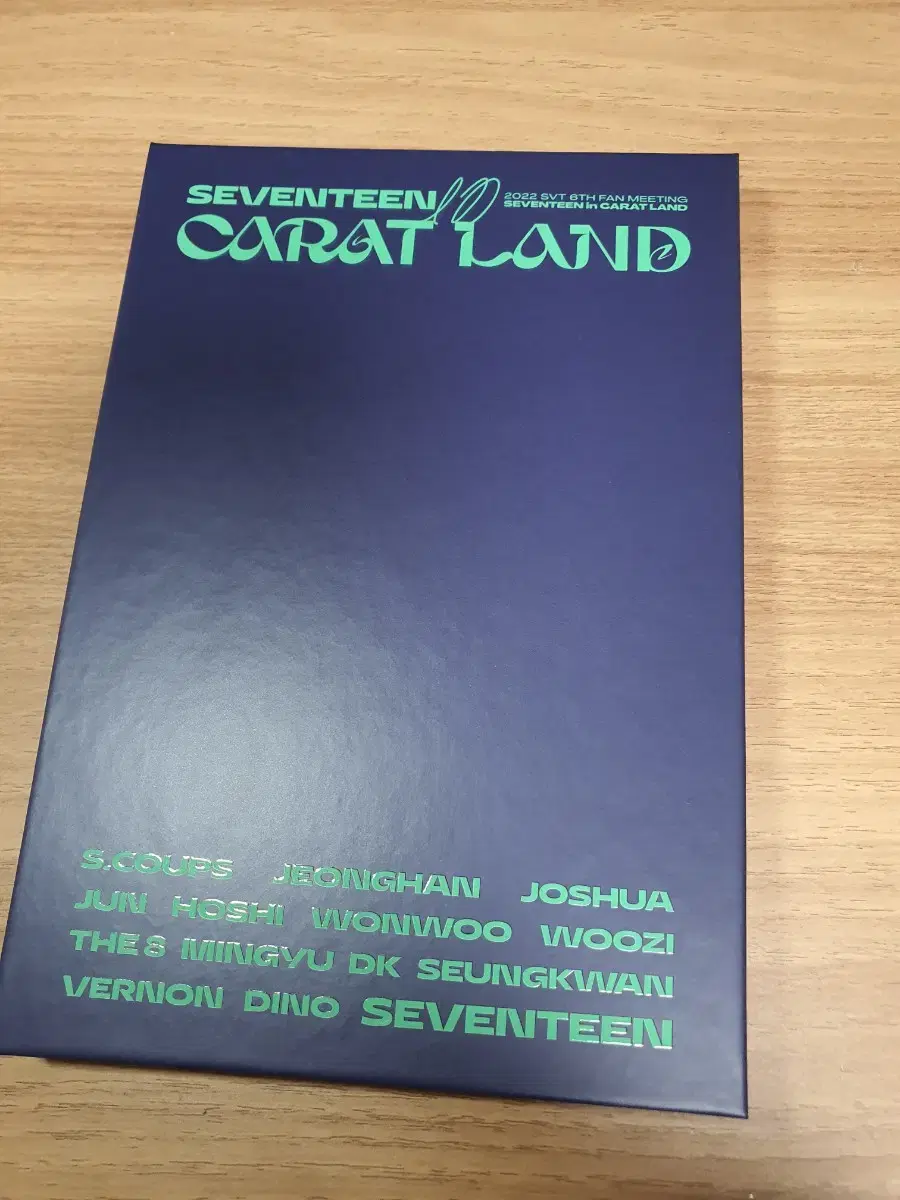 SEVENTEEN in
2022 SVT 6TH FAN MEETING
SEVENTEEN in CARAT LAND
CARAT LAND
S.COUPS JEONGHAN JOSHUA
JUN HOSHI WONWOO WOOZI
THE 8 MINGYU DK SEUNGKWAN
VERNON DINO SEVENTEEN